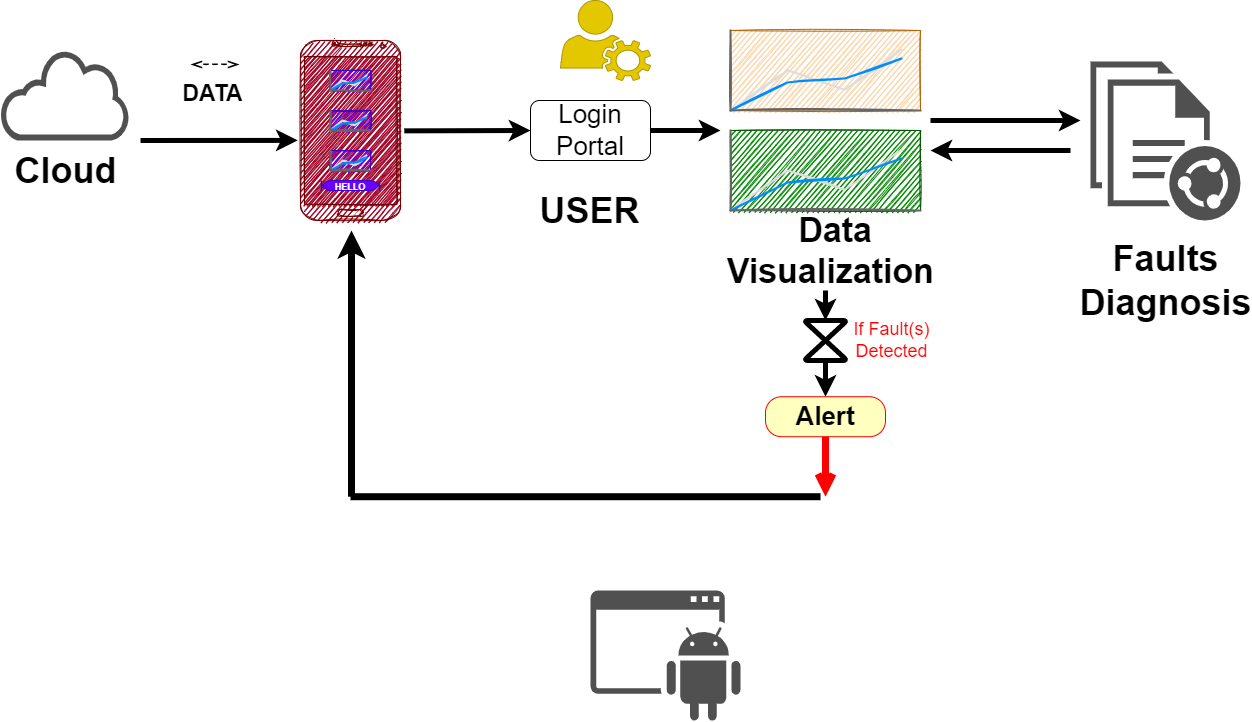 <--->
DATA
Cloud
HELLO
Login
Portal
USER
Data
Visualization
Faults
Diagnosis
If Fault(s)
Detected
Alert